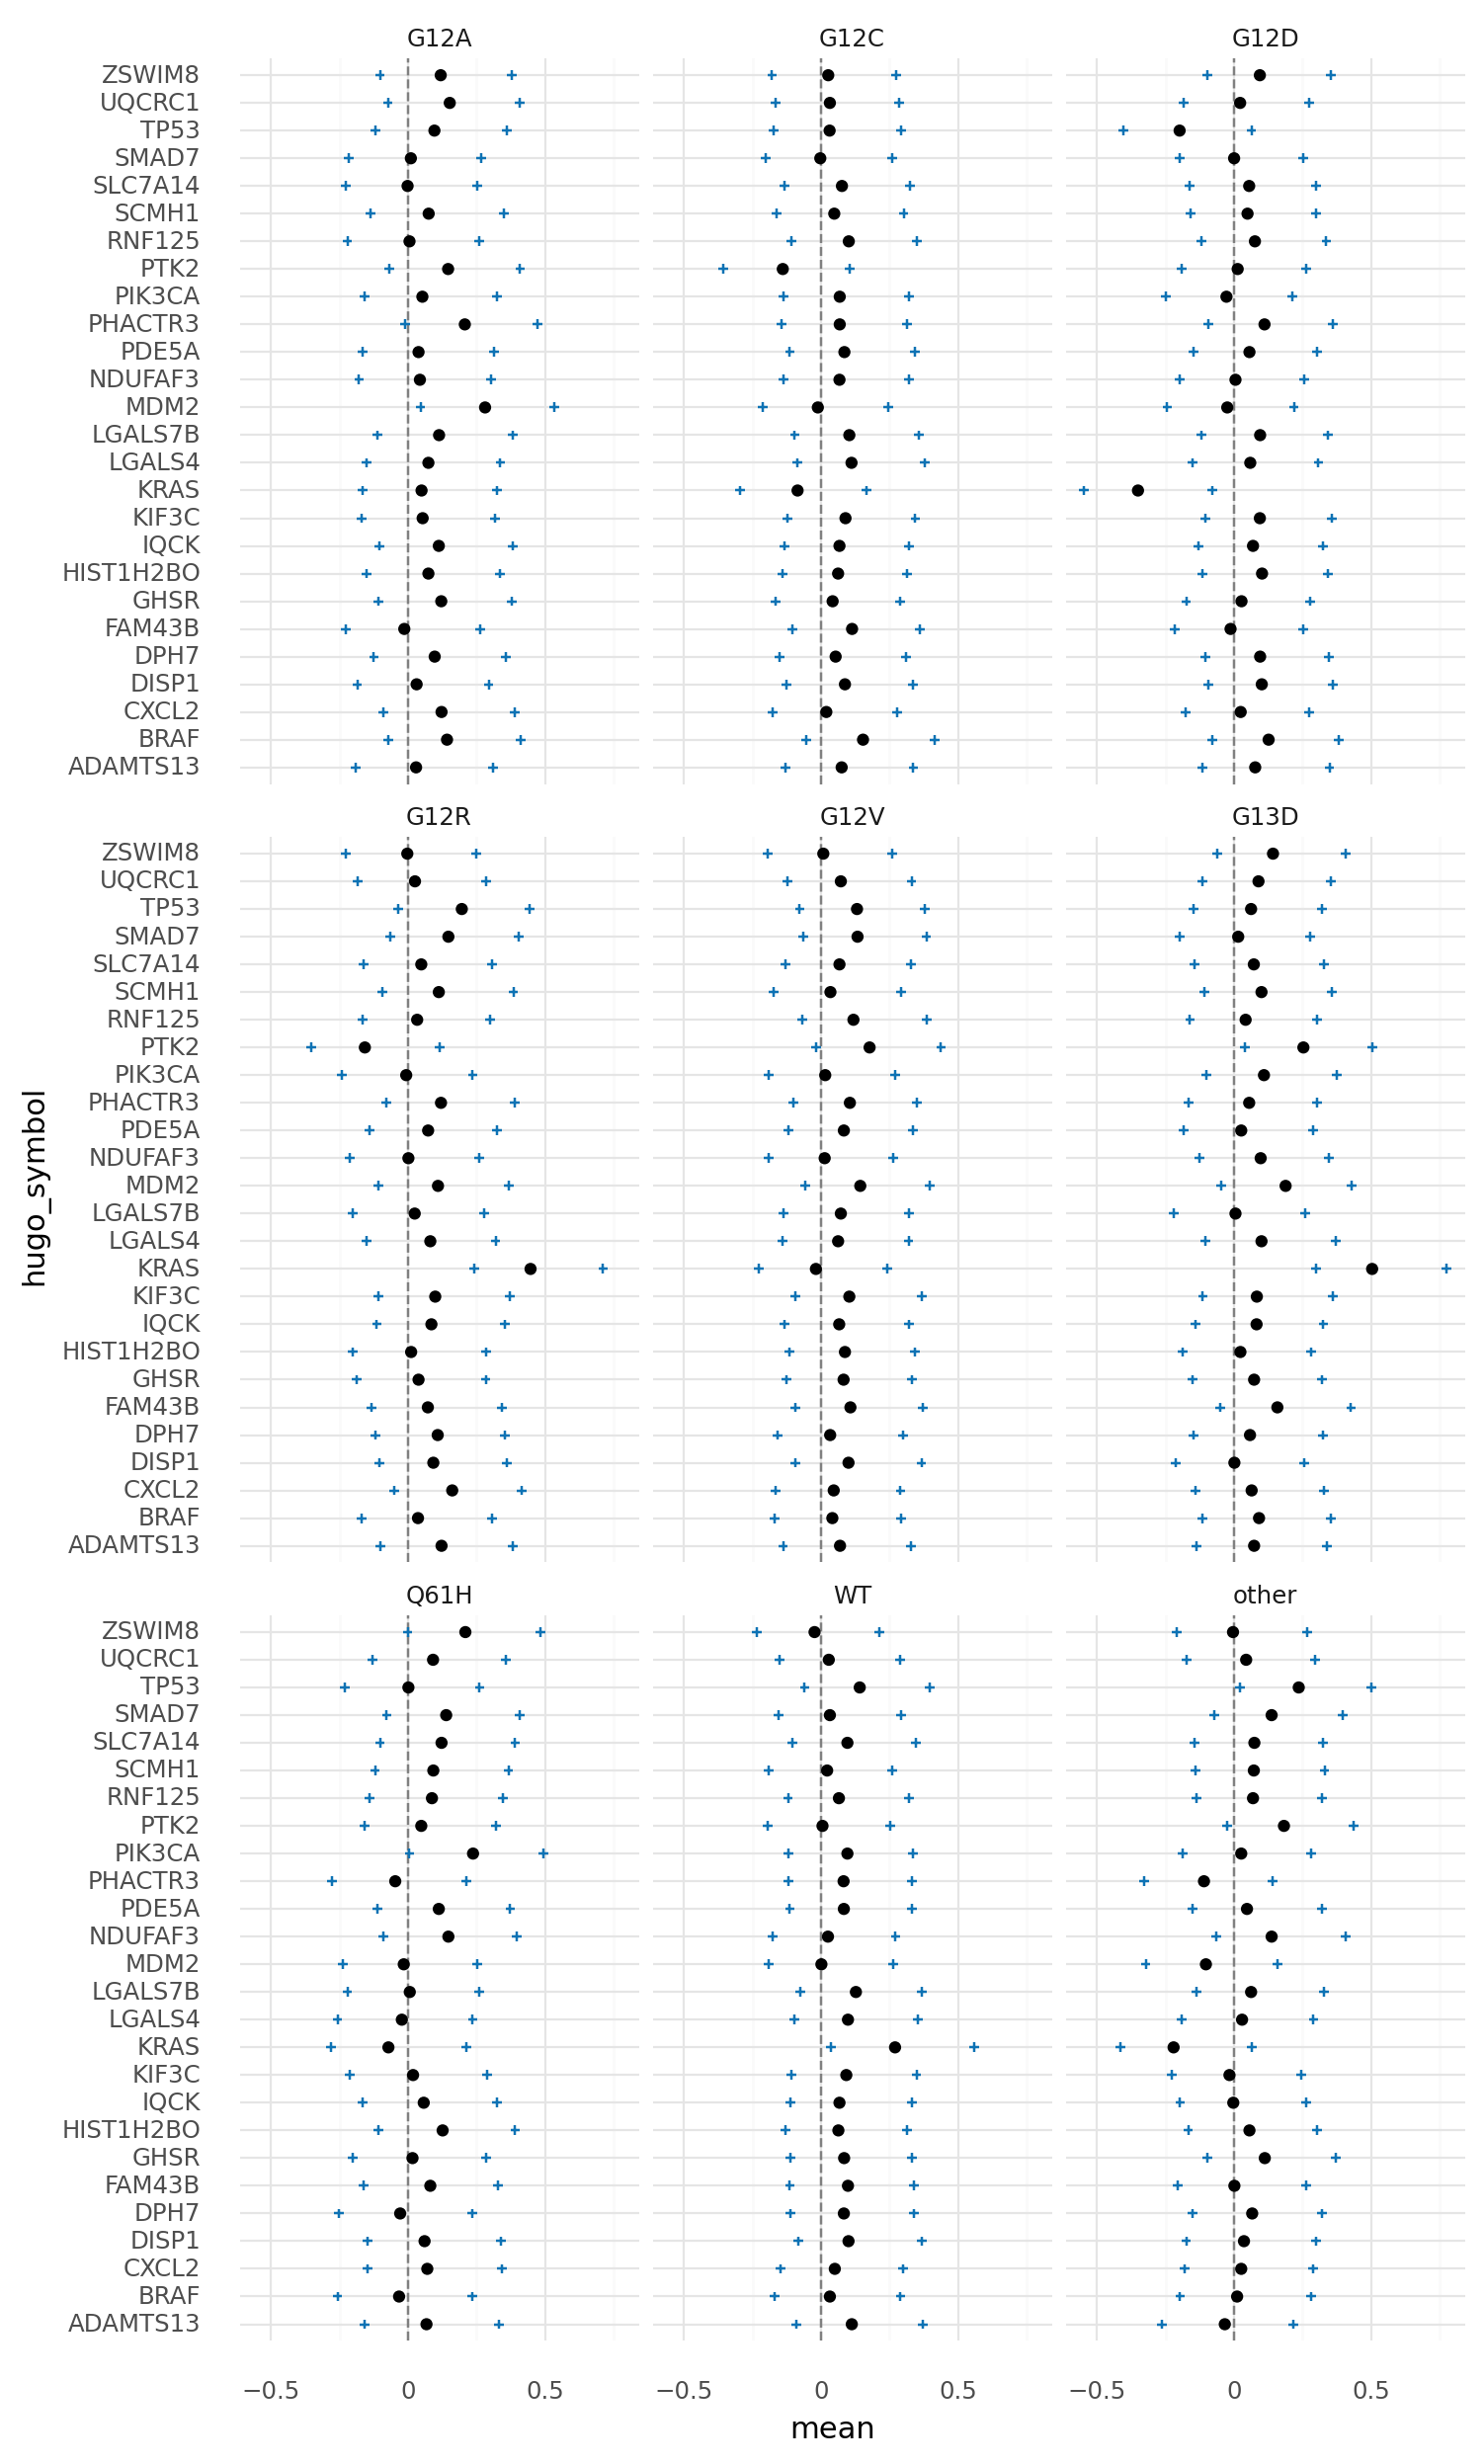 G12A G12C G12D
ZSWIM8
UQCRC1
TP53
SMAD7
SLC7A14
SCMH1
RNF125
PTK2
PIK3CA
PHACTR3
PDE5A
NDUFAF3
MDM2
LGALS7B
LGALS4
KRAS
KIF3C
IQCK
HIST1H2BO
GHSR
FAM43B
DPH7
DISP1
CXCL2
BRAF
ADAMTS13
G12R G12V G13D
ZSWIM8
UQCRC1
TP53
SMAD7
SLC7A14
SCMH1
RNF125
PTK2
PIK3CA
PHACTR3
PDE5A
NDUFAF3
MDM2
LGALS7B
LGALS4
KRAS
KIF3C
IQCK
HIST1H2BO
GHSR
FAM43B
DPH7
DISP1
CXCL2
BRAF
ADAMTS13
hugo_symbol
Q61H WT other
ZSWIM8
UQCRC1
TP53
SMAD7
SLC7A14
SCMH1
RNF125
PTK2
PIK3CA
PHACTR3
PDE5A
NDUFAF3
MDM2
LGALS7B
LGALS4
KRAS
KIF3C
IQCK
HIST1H2BO
GHSR
FAM43B
DPH7
DISP1
CXCL2
BRAF
ADAMTS13
−0.5 0 0.5 −0.5 0 0.5 −0.5 0 0.5
mean